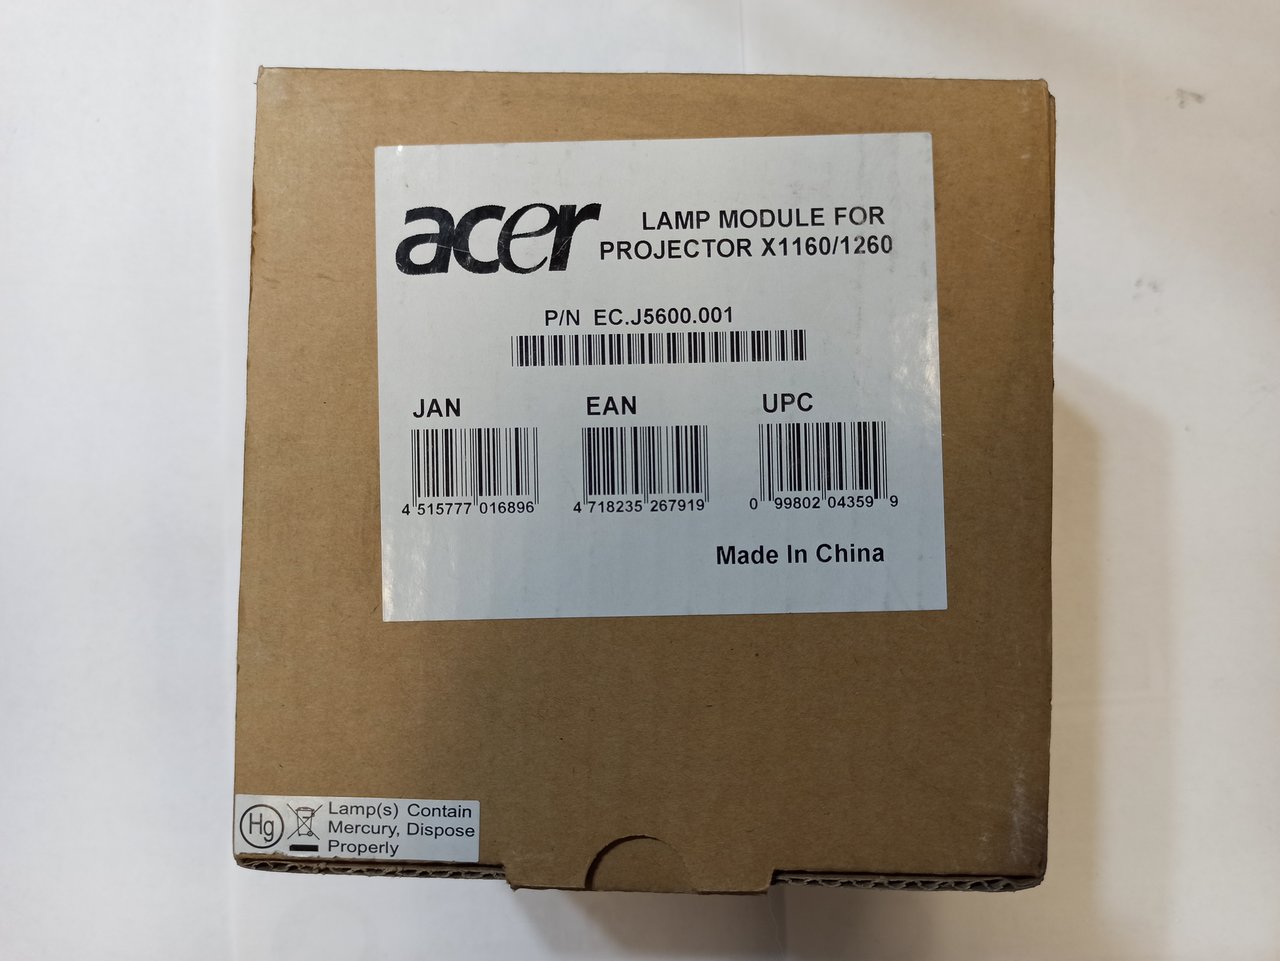 acer
LAMP MODULE FOR
PROJECTOR X1160/1260
P/N EC.J5600.001
JAN
EAN
UPC
4 515777 016896
4 718235 267919
0 99802 04359 9
Made In China
Hg
Lamp(s) Contain
Mercury, Dispose
Properly